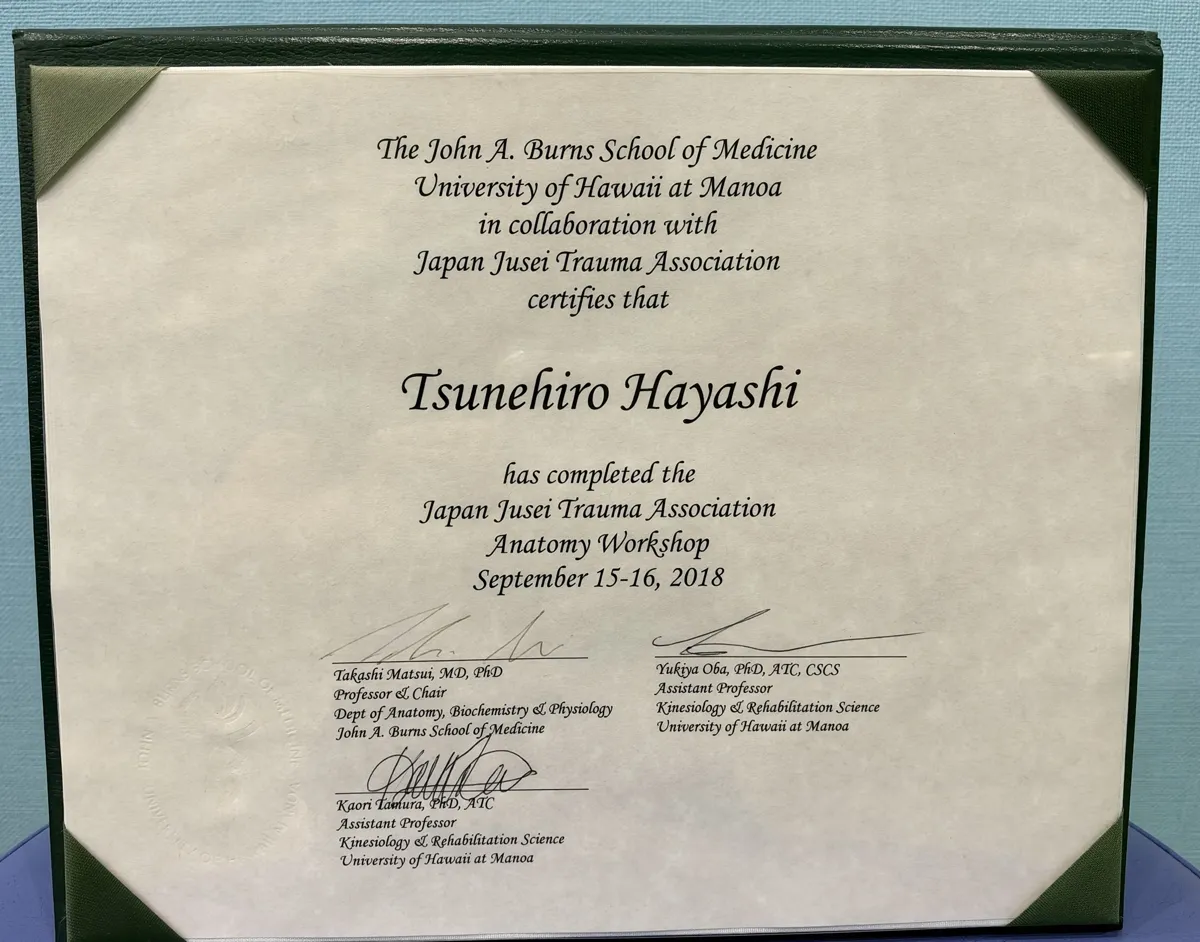 The John A. Burns School of Medicine
University of Hawaii at Manoa
in collaboration with
Japan Jusei Trauma Association
certifies that
Tsunehiro Hayashi
has completed the
Japan Jusei Trauma Association
Anatomy Workshop
September 15-16, 2018
Takashi Matsui, MD, PhD
Professor & Chair
Dept of Anatomy, Biochemistry & Physiology
John A. Burns School of Medicine
Yukiya Oba, PhD, ATC, CSCS
Assistant Professor
Kinesiology & Rehabilitation Science
University of Hawaii at Manoa
Kaori Tamura, PhD, ATC
Assistant Professor
Kinesiology & Rehabilitation Science
University of Hawaii at Manoa